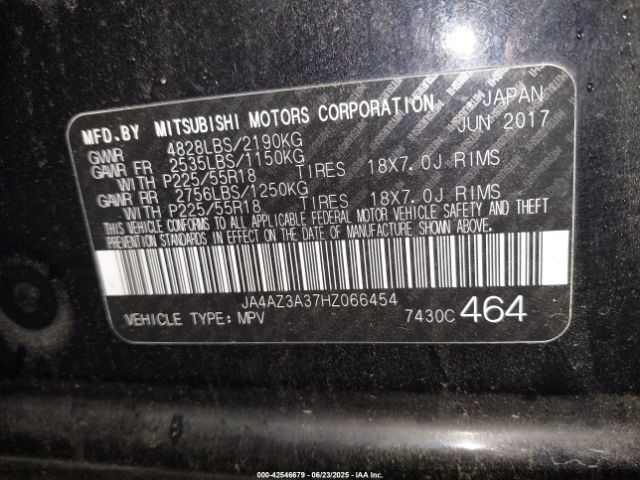 MFD.BY MITSUBISHI MOTORS CORPORATION JAPAN
GVWR 4828LBS/2190KG JUN 2017
GAWR FR 2535LBS/1150KG
WITH P225/55R18 TIRES 18X7.0J RIMS
GAWR RR 2756LBS/1250KG
WITH P225/55R18 TIRES 18X7.0J RIMS
THIS VEHICLE CONFORMS TO ALL APPLICABLE FEDERAL MOTOR VEHICLE SAFETY AND THEFT
PREVENTION STANDARDS IN EFFECT ON THE DATE OF MANUFACTURE SHOWN ABOVE.
JA4AZ3A37HZ066454
VEHICLE TYPE: MPV 7430C 464
000-42546679 - 06/23/2025 - IAA Inc.